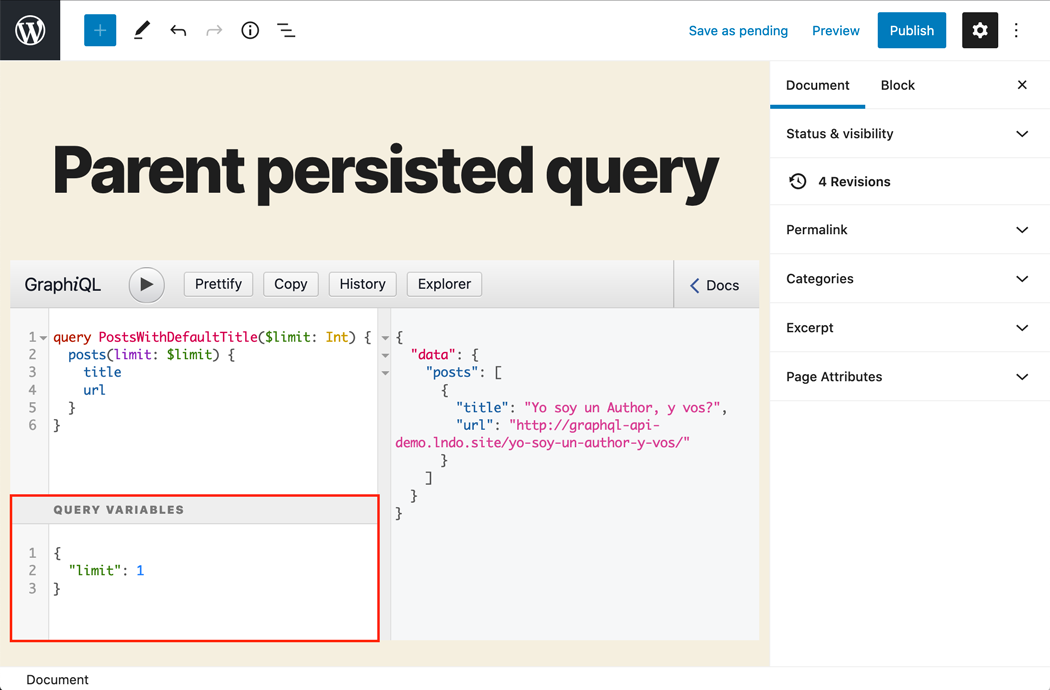 Save as pending
Preview
Publish
Document
Block
Status & visibility
4 Revisions
Permalink
Categories
Excerpt
Page Attributes
Parent persisted query
GraphiQL
Prettify
Copy
History
Explorer
Docs
1 query PostsWithDefaultTitle($limit: Int) {
2 posts(limit: $limit) {
3 title
4 url
5 }
6 }
QUERY VARIABLES
1 {
2 "limit": 1
3 }
{
"data": {
"posts": [
{
"title": "Yo soy un Author, y vos?",
"url": "http://graphql-api-
demo.lndo.site/yo-soy-un-author-y-vos/"
}
]
}
}
Document